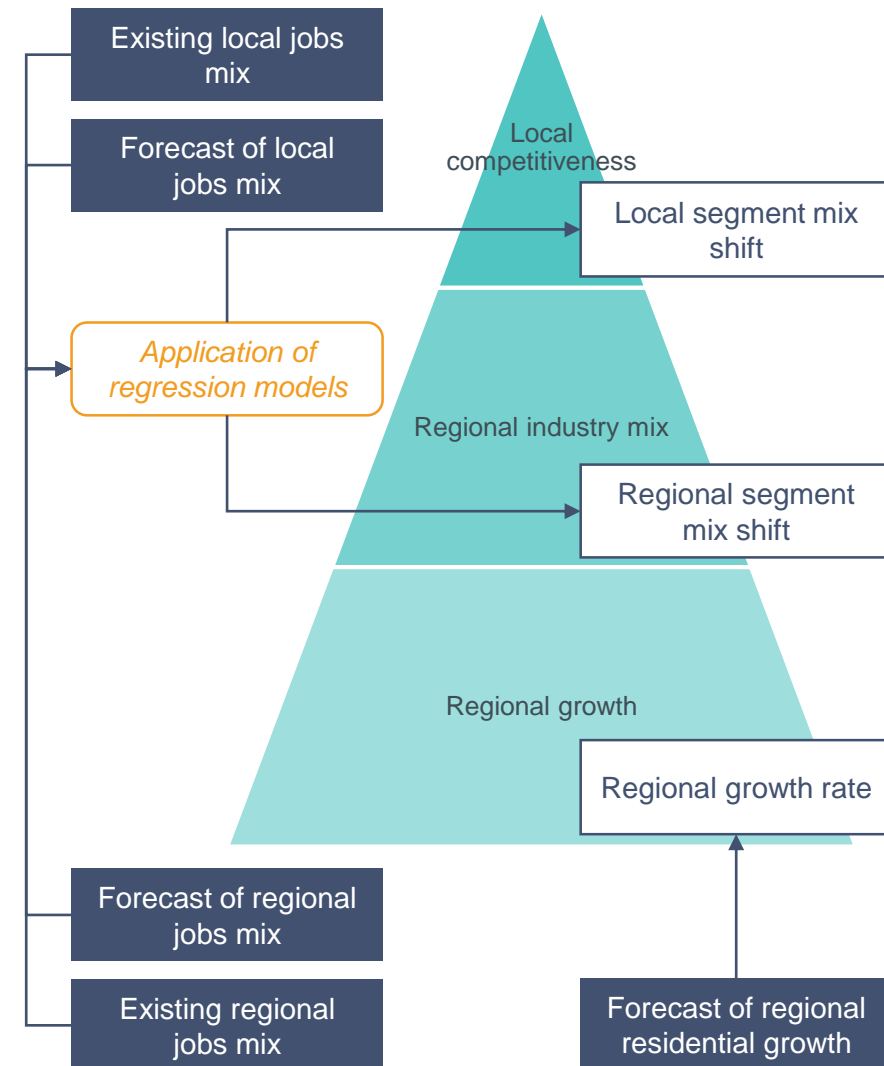 Existing local jobs
mix
Forecast of local
jobs mix
Local
competitiveness
Local segment mix
shift
Application of
regression models
Regional industry mix
Regional segment
mix shift
Regional growth
Regional growth rate
Forecast of regional
jobs mix
Existing regional
jobs mix
Forecast of regional
residential growth